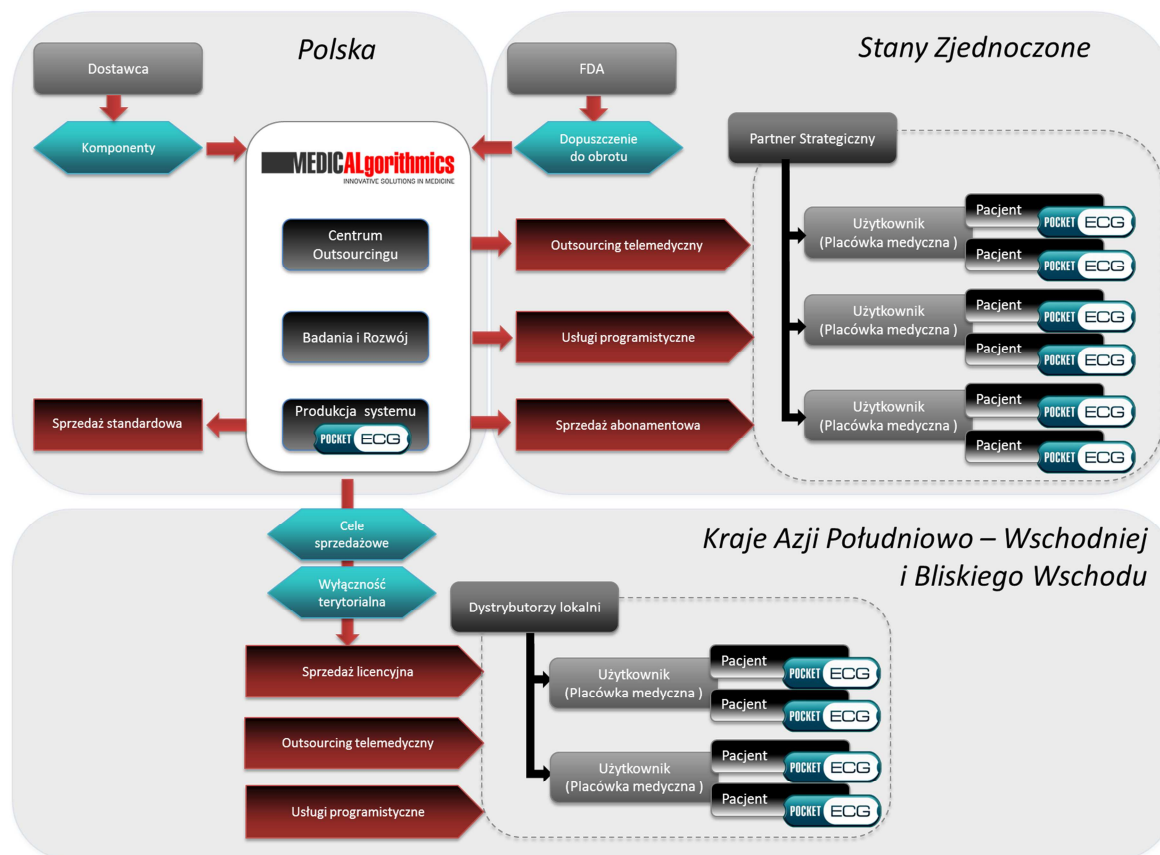 Polska
Stany Zjednoczone
Dostawca
FDA
Komponenty
Dopuszczenie
do obrotu
Partner Strategiczny
MEDICALgorithmics
INNOVATIVE SOLUTIONS IN MEDICINE
Centrum
Outsourcingu
Outsourcing telemedyczny
Badania i Rozwój
Usługi programistyczne
Sprzedaż standardowa
Produkcja systemu
POCKET ECG
Sprzedaż abonamentowa
Użytkownik
(Placówka medyczna )
Pacjent
POCKET ECG
Pacjent
POCKET ECG
Użytkownik
(Placówka medyczna )
Pacjent
POCKET ECG
Pacjent
POCKET ECG
Użytkownik
(Placówka medyczna )
Pacjent
POCKET ECG
Pacjent
POCKET ECG
Kraje Azji Południowo – Wschodniej
i Bliskiego Wschodu
Cele
sprzedażowe
Wyłączność
terytorialna
Dystrybutorzy lokalni
Sprzedaż licencyjna
Outsourcing telemedyczny
Usługi programistyczne
Użytkownik
(Placówka medyczna )
Pacjent
POCKET ECG
Pacjent
POCKET ECG
Użytkownik
(Placówka medyczna )
Pacjent
POCKET ECG
Pacjent
POCKET ECG